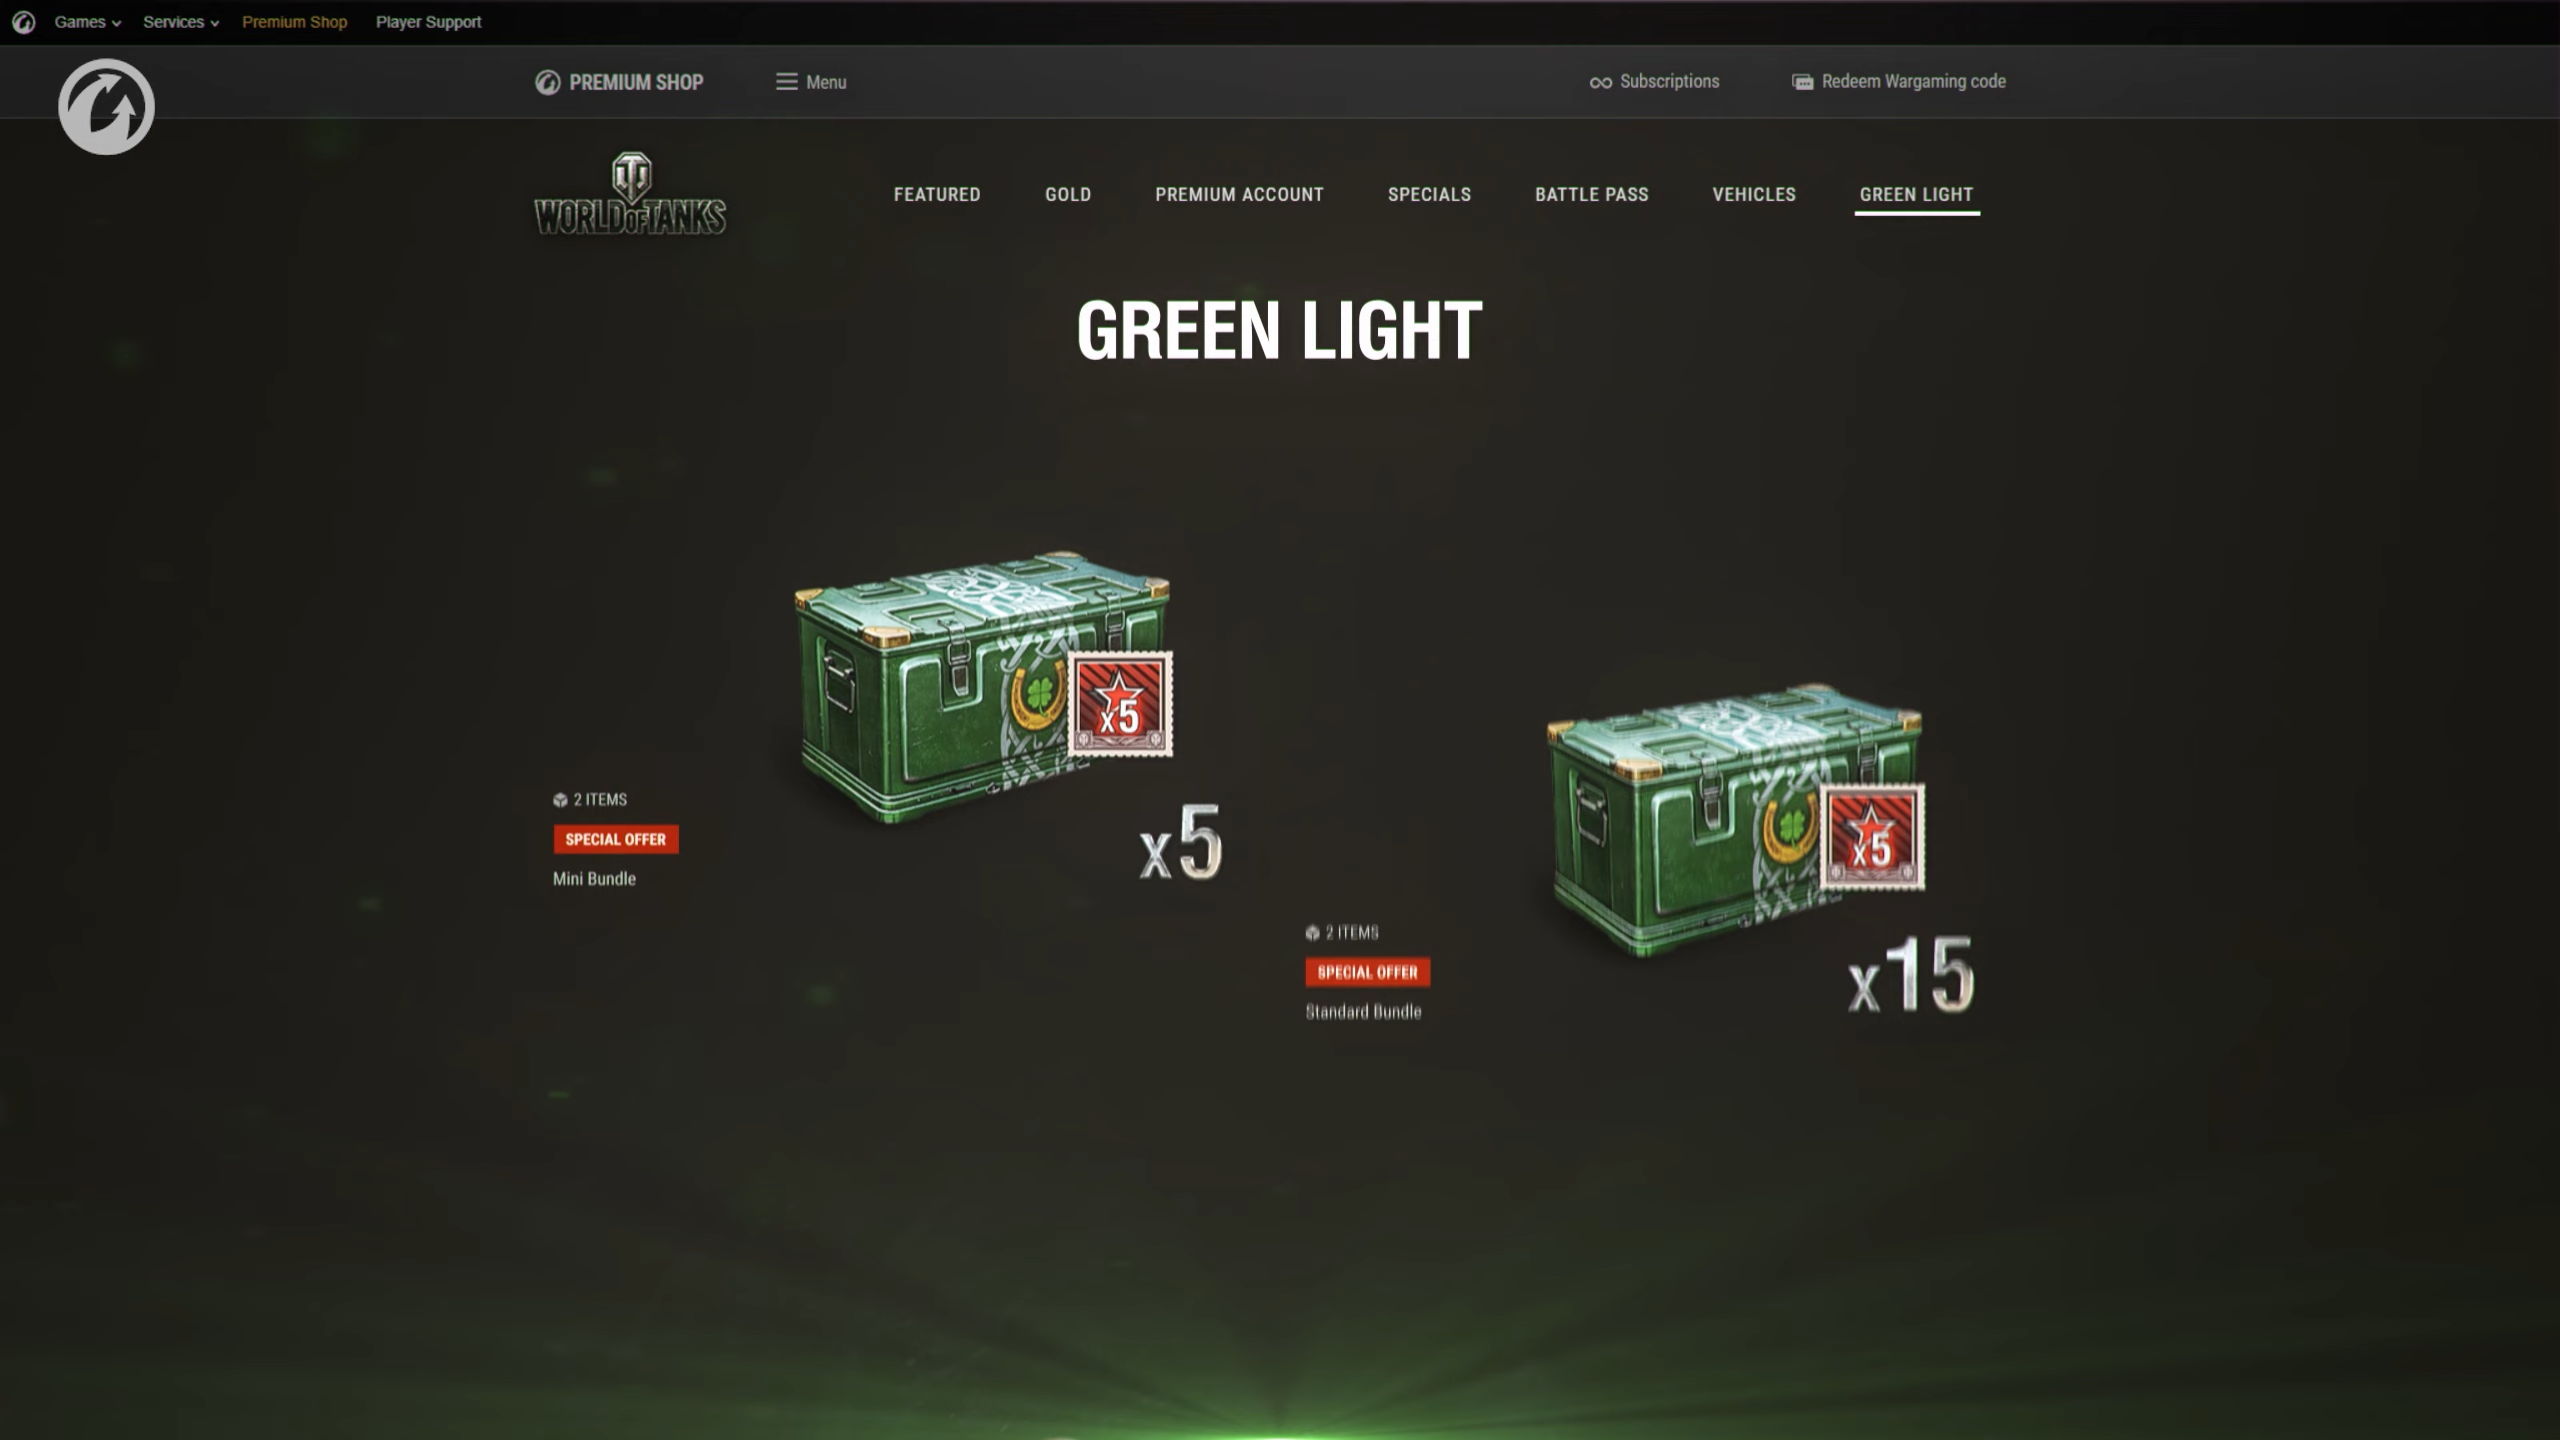 Games
Services
Premium Shop
Player Support
PREMIUM SHOP
Menu
Subscriptions
Redeem Wargaming code
WORLD OF TANKS
FEATURED
GOLD
PREMIUM ACCOUNT
SPECIALS
BATTLE PASS
VEHICLES
GREEN LIGHT
GREEN LIGHT
x5
x5
2 ITEMS
SPECIAL OFFER
Mini Bundle
x5
x15
2 ITEMS
SPECIAL OFFER
Standard Bundle